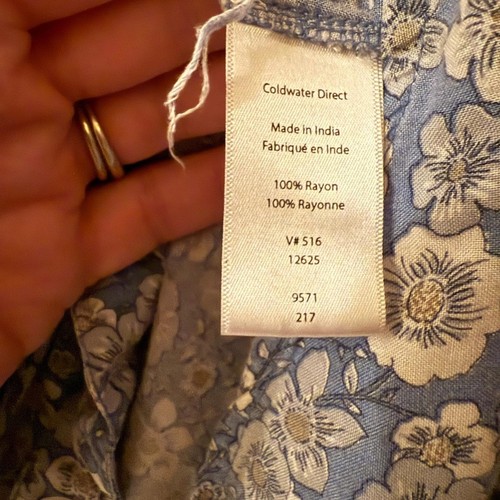 Coldwater Direct
Made in India
Fabriqué en Inde
100% Rayon
100% Rayonne
V# 516
12625
9571
217